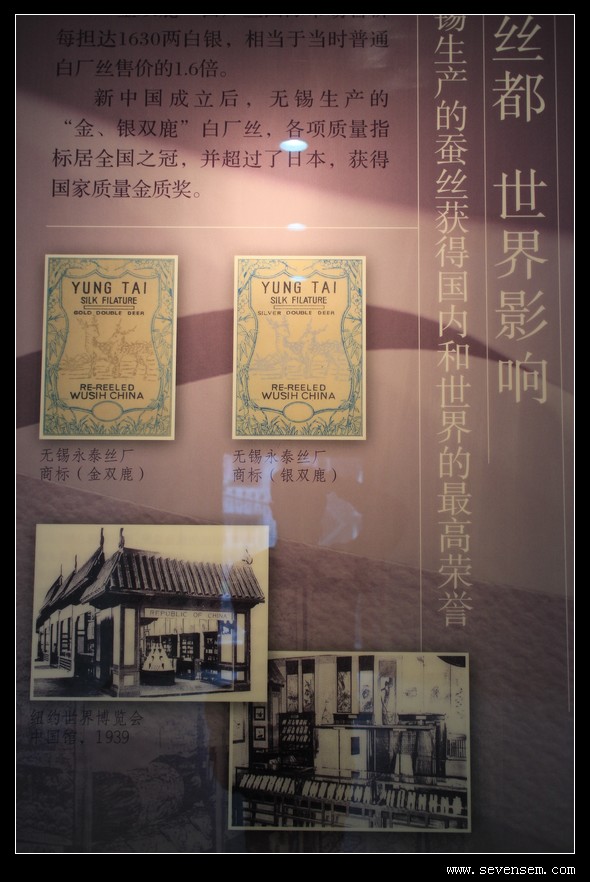 每担达1630两白银，相当于当时普通
白厂丝售价的1.6倍。
新中国成立后，无锡生产的
“金、银双鹿”白厂丝，各项质量指
标居全国之冠，并超过了日本，获得
国家质量金质奖。
丝都 世界影响
锡生产的蚕丝获得国内和世界的最高荣誉
YUNG TAI
SILK FILATURE
GOLD DOUBLE DEER
RE-REELED
WUSIH CHINA
YUNG TAI
SILK FILATURE
SILVER DOUBLE DEER
RE-REELED
WUSIH CHINA
无锡永泰丝厂
商标（金双鹿）
无锡永泰丝厂
商标（银双鹿）
REPUBLIC OF CHINA
纽约世界博览会
中国馆，1939
www.sevensem.com